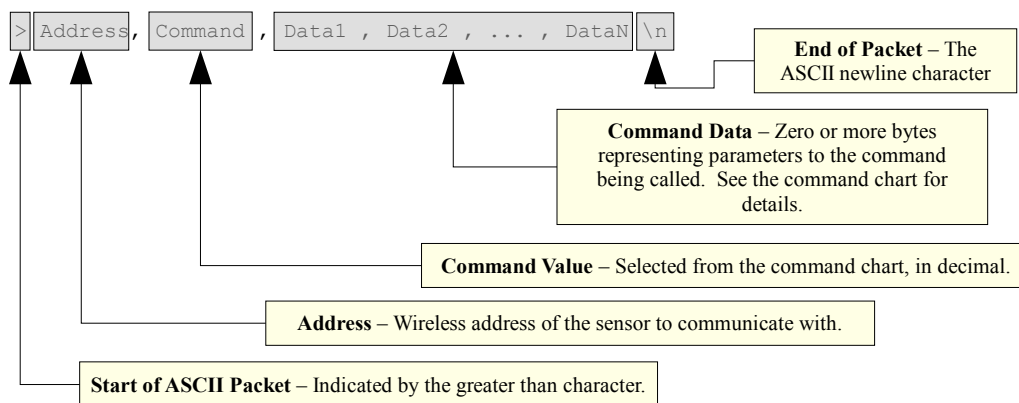 > Address, Command , Data1 , Data2 , ... , DataN \n
End of Packet – The
ASCII newline character
Command Data – Zero or more bytes
representing parameters to the command
being called. See the command chart for
details.
Command Value – Selected from the command chart, in decimal.
Address – Wireless address of the sensor to communicate with.
Start of ASCII Packet – Indicated by the greater than character.